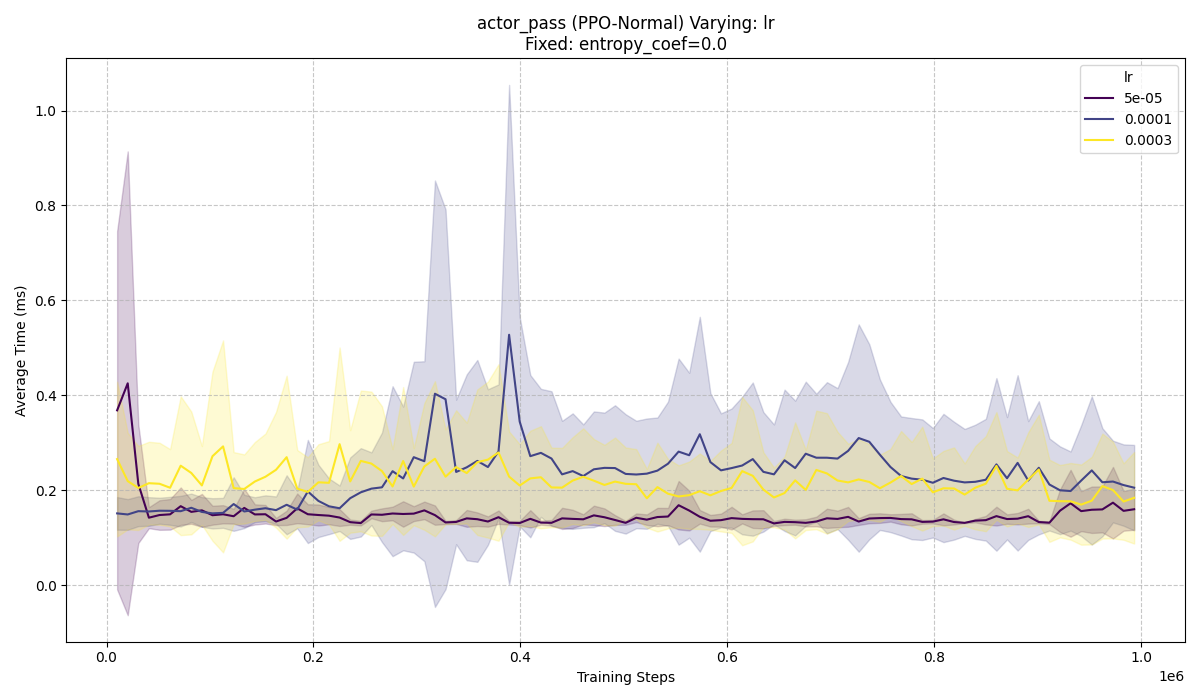 actor_pass (PPO-Normal) Varying: lr
Fixed: entropy_coef=0.0
lr
5e-05
0.0001
0.0003
Average Time (ms)
1.0
0.8
0.6
0.4
0.2
0.0
0.0 0.2 0.4 0.6 0.8 1.0
1e6
Training Steps